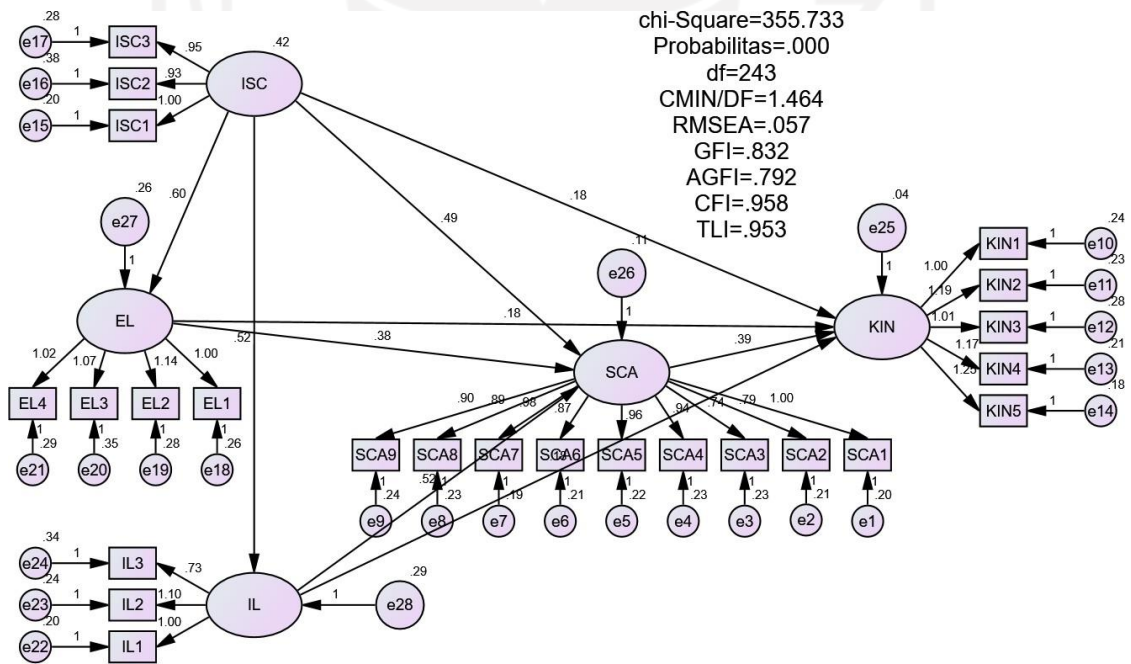 chi-Square=355.733
Probabilitas=.000
df=243
CMIN/DF=1.464
RMSEA=.057
GFI=.832
AGFI=.792
CFI=.958
TLI=.953
.28
e17 1 ISC3 .95
.38
e16 1 ISC2 .93
.20
e15 1 ISC1 1.00
.42
ISC
.60
.49
.18
.26
e27
1
EL
.52
.18
.38
1.02 1.07 1.14 1.00
EL4 EL3 EL2 EL1
1 1 1 1
.29 .35 .28 .26
e21 e20 e19 e18
.11
e26
1
SCA
.39
.04
e25
1
KIN
.24
1.00 KIN1 1 e10
.23
1.19 KIN2 1 e11
.28
1.01 KIN3 1 e12
.21
1.17 KIN4 1 e13
.18
KIN5 1 e14
.90 .89 .98 .87 .96 .94 .74 .79 1.00
SCA9 SCA8 SCA7 SCA6 SCA5 SCA4 SCA3 SCA2 SCA1
1 1 1 1 1 1 1 1 1
.24 .23 .19 .21 .22 .23 .23 .21 .20
e9 e8 e7 e6 e5 e4 e3 e2 e1
.52
.34
e24 1 IL3 .73
.24
e23 1 IL2 1.10
.20
e22 1 IL1 1.00
IL
.29
1 e28